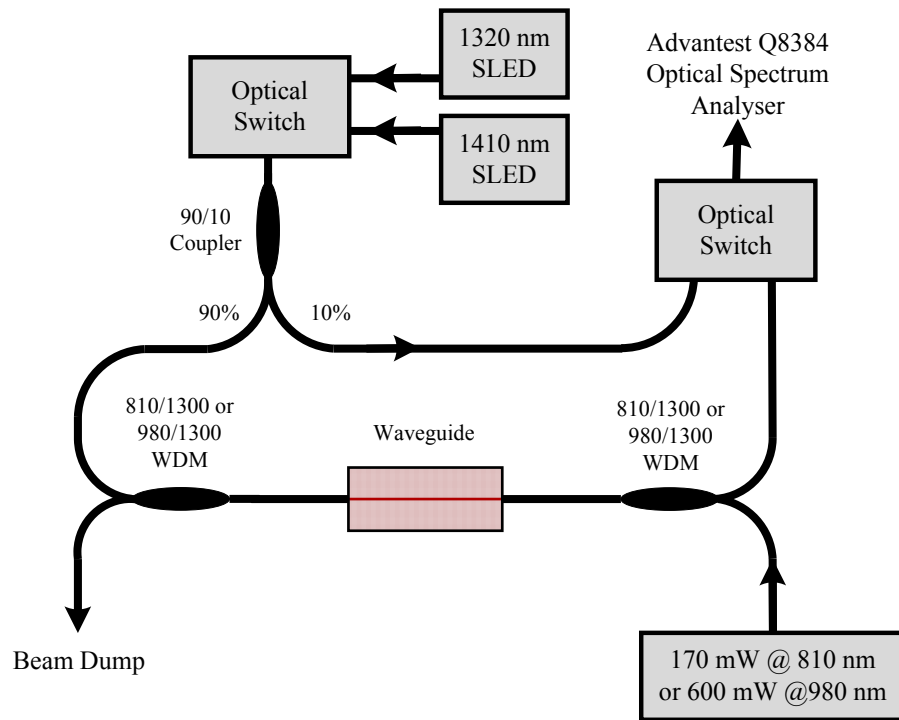 1320 nm
SLED
Optical
Switch
1410 nm
SLED
Advantest Q8384
Optical Spectrum
Analyser
90/10
Coupler
Optical
Switch
90%
10%
810/1300 or
980/1300
WDM
Waveguide
810/1300 or
980/1300
WDM
Beam Dump
170 mW @ 810 nm
or 600 mW @980 nm